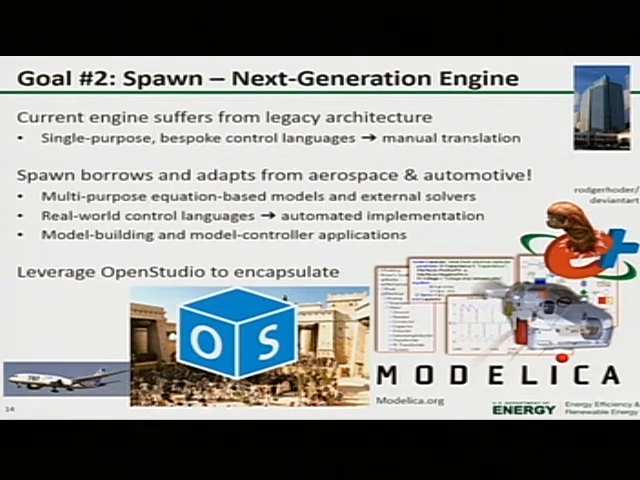 Goal #2: Spawn – Next-Generation Engine
Current engine suffers from legacy architecture
• Single-purpose, bespoke control languages ➔ manual translation
Spawn borrows and adapts from aerospace & automotive!
rodgerhoder/
deviantart
• Multi-purpose equation-based models and external solvers
• Real-world control languages ➔ automated implementation
• Model-building and model-controller applications
Leverage OpenStudio to encapsulate
O S
MODELICA
Modelica.org
14
U.S. DEPARTMENT OF
ENERGY
Energy Efficiency &
Renewable Energy